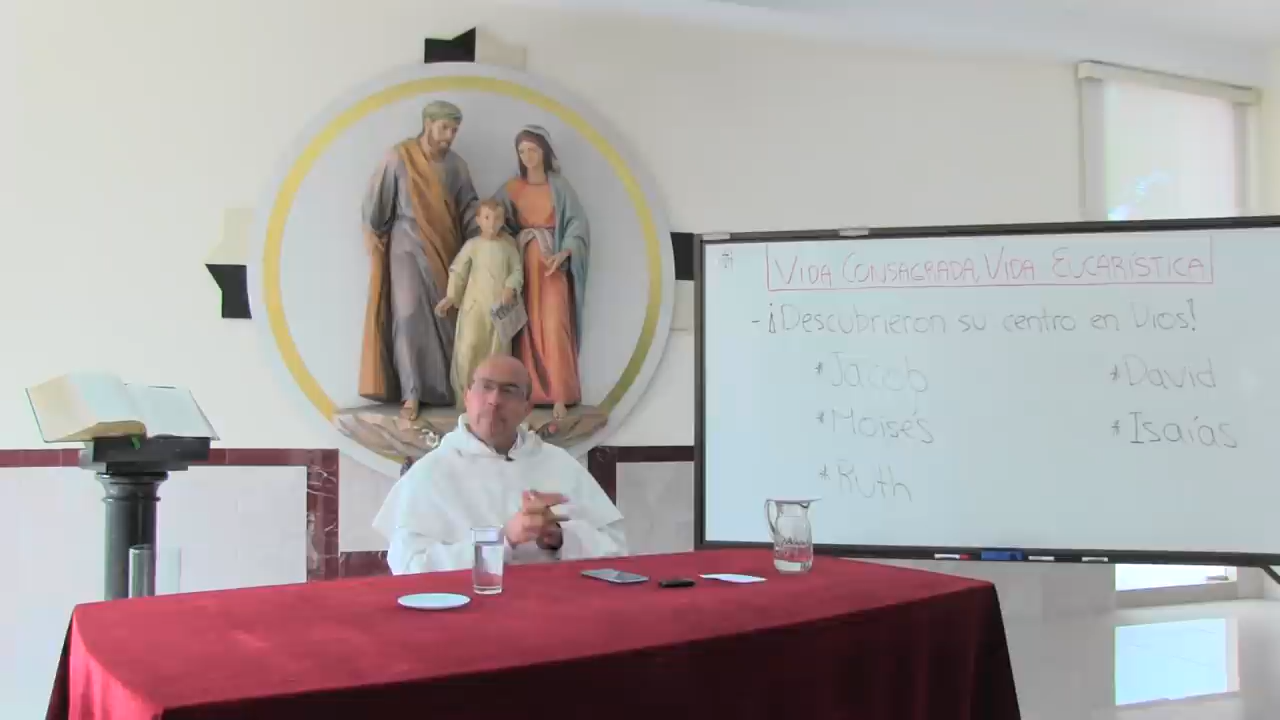 VIDA CONSAGRADA, VIDA EUCARÍSTICA
- ¡Descubrieron su centro en Dios!
* Jacob
* Moisés
* Ruth
* David
* Isaías